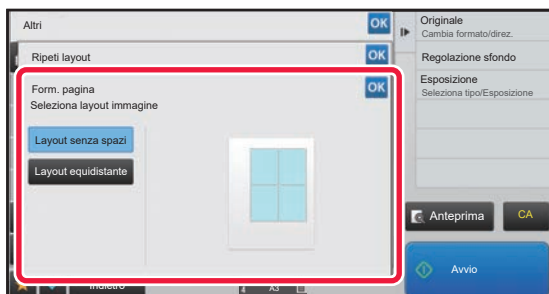 Altri
OK
Ripeti layout
OK
Form. pagina
OK
Seleziona layout immagine
Layout senza spazi
Layout equidistante
Indietro
A3
Originale
Cambia formato/direz.
Regolazione sfondo
Esposizione
Seleziona tipo/Esposizione
Anteprima
CA
Avvio